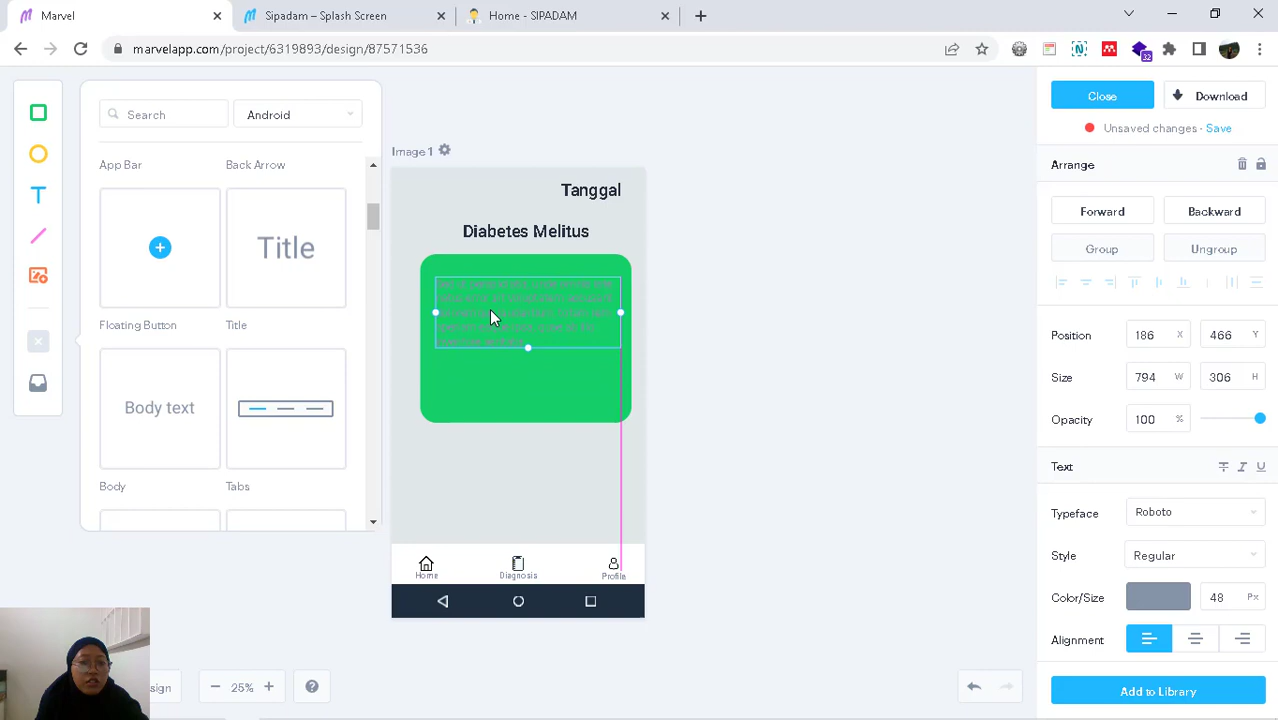 Marvel
Sipadam – Splash Screen
Home - SIPADAM
marvelapp.com/project/6319893/design/87571536
32
Search
Android
App Bar
Back Arrow
Title
Floating Button
Title
Body text
Body
Tabs
Image 1
Tanggal
Diabetes Melitus
Home
Diagnosis
Profile
sign
25%
Close
Download
Unsaved changes - Save
Arrange
Forward
Backward
Group
Ungroup
Position
186 X
466 Y
Size
794 W
306 H
Opacity
100 %
Text
Typeface
Roboto
Style
Regular
Color/Size
48 Px
Alignment
Add to Library